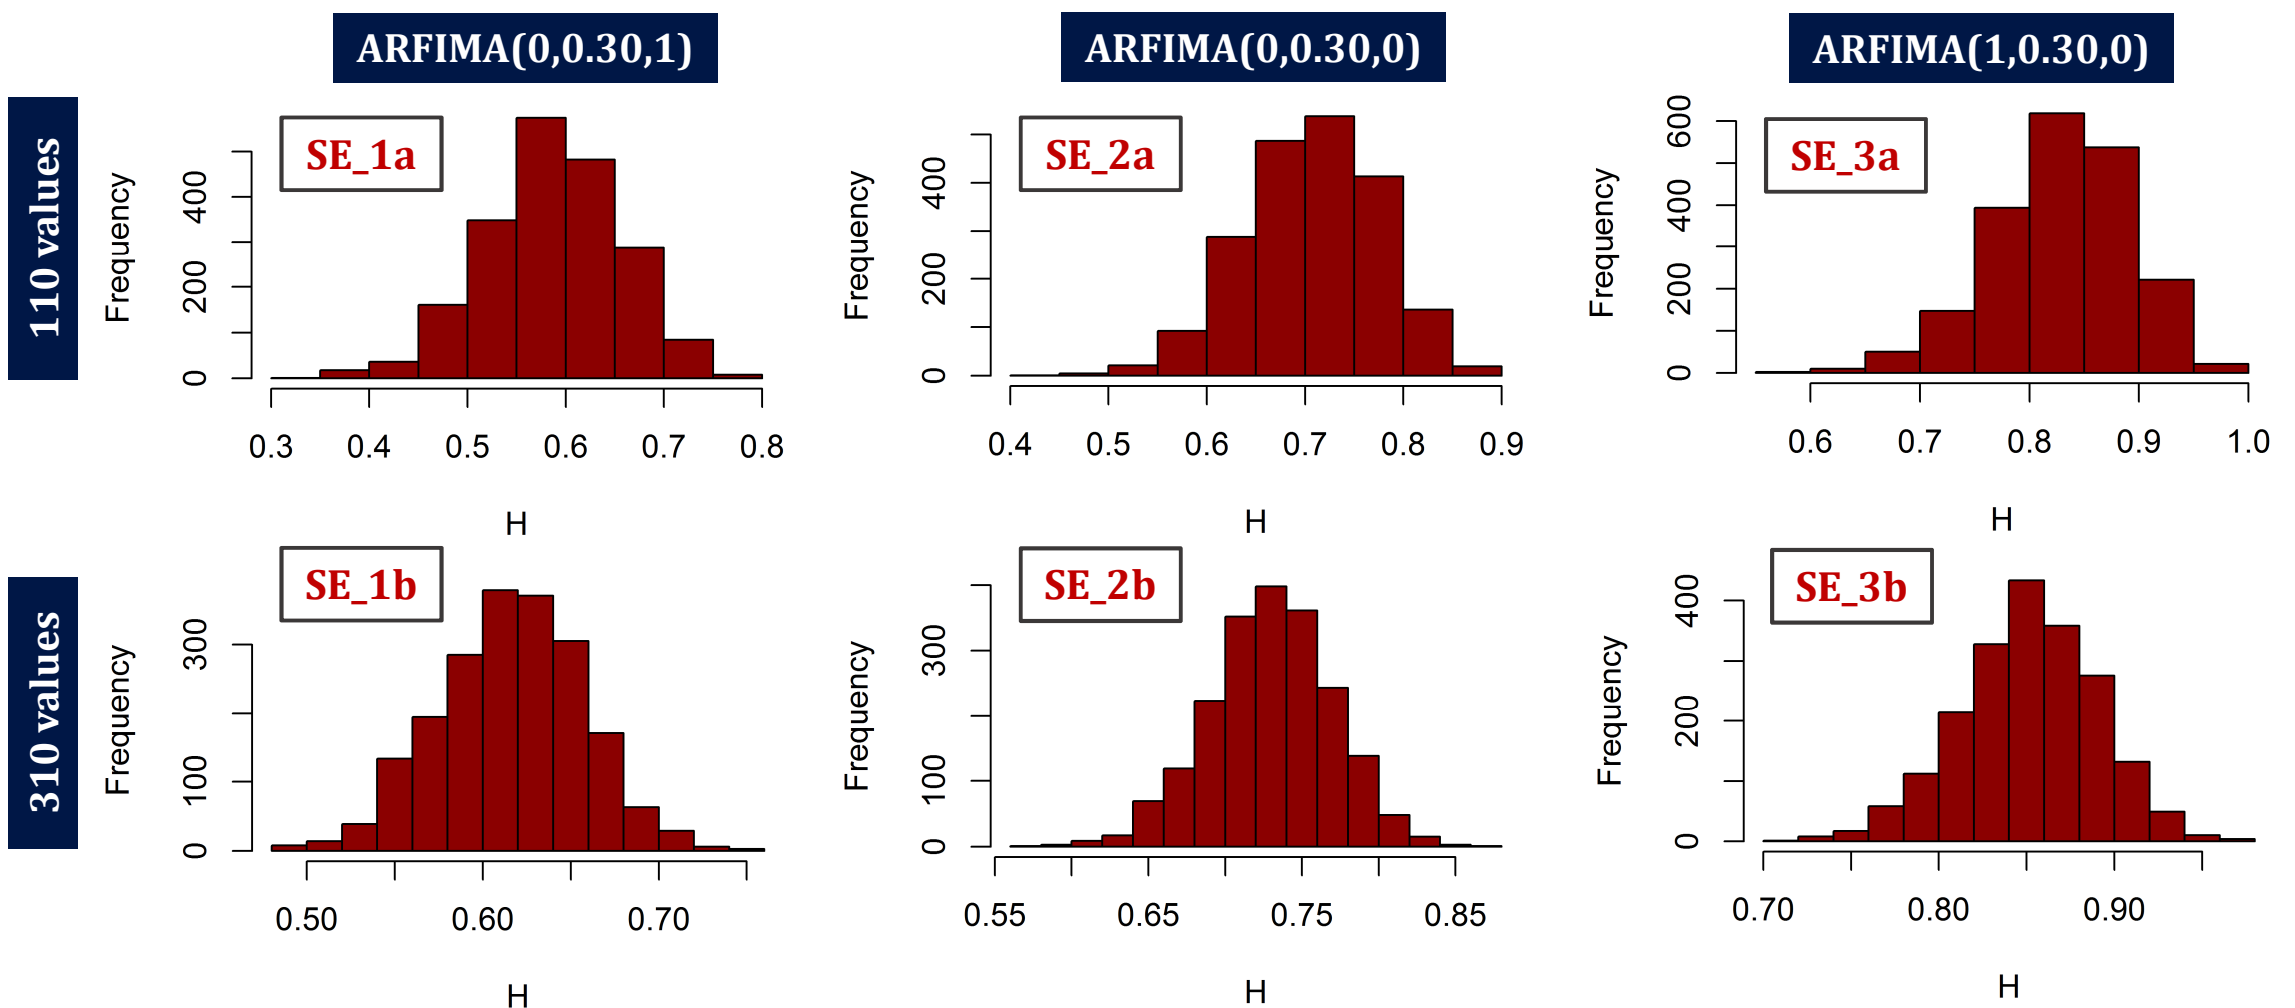 ARFIMA(0,0.30,1)
ARFIMA(0,0.30,0)
ARFIMA(1,0.30,0)
110 values
SE_1a
Frequency
0 200 400
0.3 0.4 0.5 0.6 0.7 0.8
H
SE_2a
Frequency
0 200 400
0.4 0.5 0.6 0.7 0.8 0.9
H
SE_3a
Frequency
0 200 400 600
0.6 0.7 0.8 0.9 1.0
H
310 values
SE_1b
Frequency
0 100 300
0.50 0.60 0.70
H
SE_2b
Frequency
0 100 300
0.55 0.65 0.75 0.85
H
SE_3b
Frequency
0 200 400
0.70 0.80 0.90
H